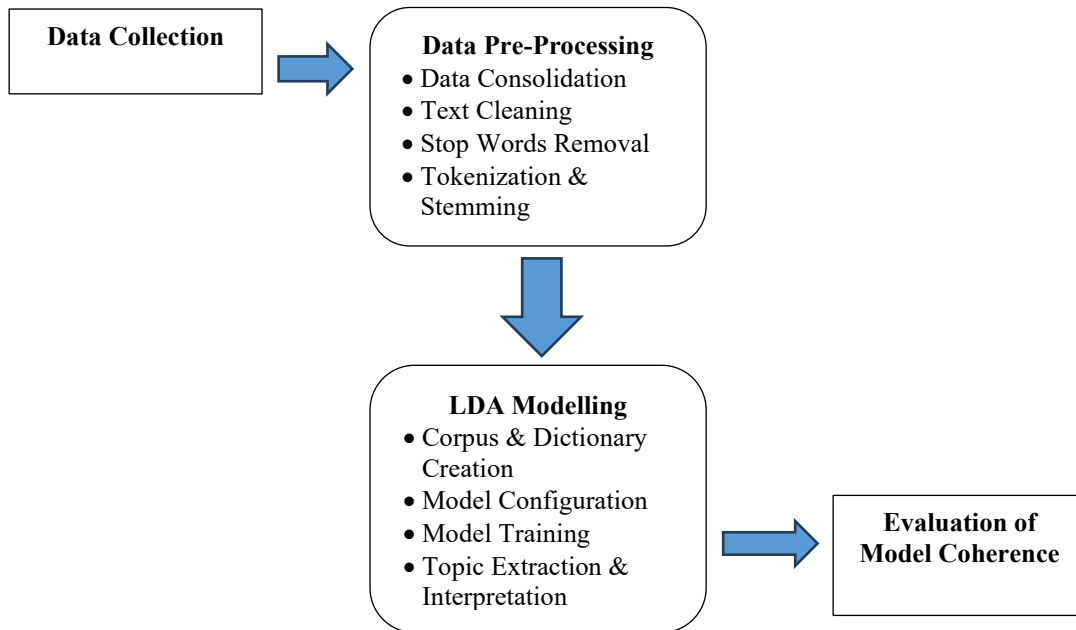 Data Collection
Data Pre-Processing
• Data Consolidation
• Text Cleaning
• Stop Words Removal
• Tokenization &
Stemming
LDA Modelling
• Corpus & Dictionary
Creation
• Model Configuration
• Model Training
• Topic Extraction &
Interpretation
Evaluation of
Model Coherence